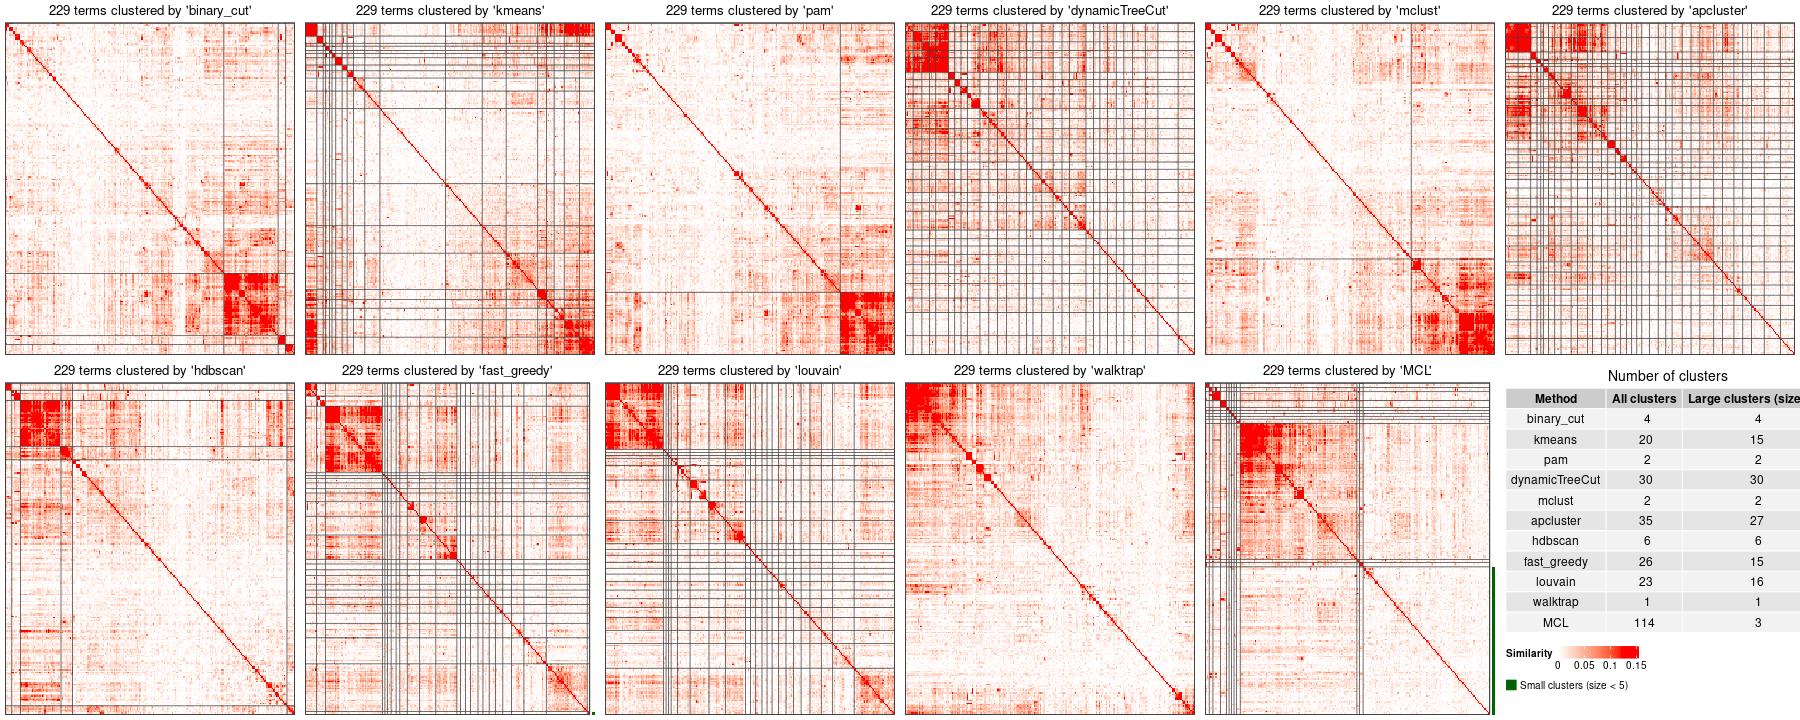 229 terms clustered by 'binary_cut'
229 terms clustered by 'kmeans'
229 terms clustered by 'pam'
229 terms clustered by 'dynamicTreeCut'
229 terms clustered by 'mclust'
229 terms clustered by 'apcluster'
229 terms clustered by 'hdbscan'
229 terms clustered by 'fast_greedy'
229 terms clustered by 'louvain'
229 terms clustered by 'walktrap'
229 terms clustered by 'MCL'
Number of clusters
Method All clusters Large clusters (size
binary_cut 4 4
kmeans 20 15
pam 2 2
dynamicTreeCut 30 30
mclust 2 2
apcluster 35 27
hdbscan 6 6
fast_greedy 26 15
louvain 23 16
walktrap 1 1
MCL 114 3
Similarity
0 0.05 0.1 0.15
Small clusters (size < 5)